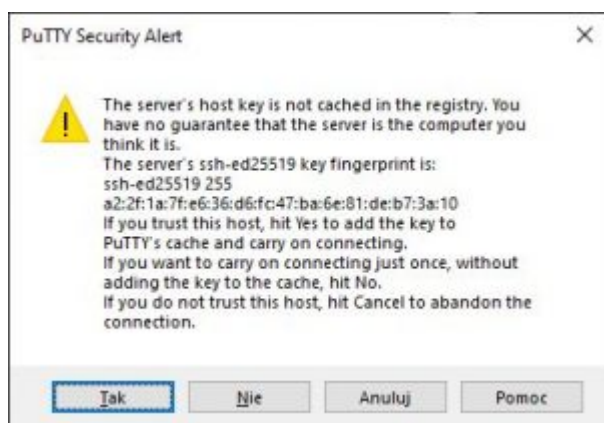 PuTTY Security Alert
The server's host key is not cached in the registry. You
have no guarantee that the server is the computer you
think it is.
The server's ssh-ed25519 key fingerprint is:
ssh-ed25519 255
a2:2f:1a:7f:e6:36:d6:fc:47:ba:6e:81:de:b7:3a:10
If you trust this host, hit Yes to add the key to
PuTTY's cache and carry on connecting.
If you want to carry on connecting just once, without
adding the key to the cache, hit No.
If you do not trust this host, hit Cancel to abandon the
connection.
Tak Nie Anuluj Pomoc